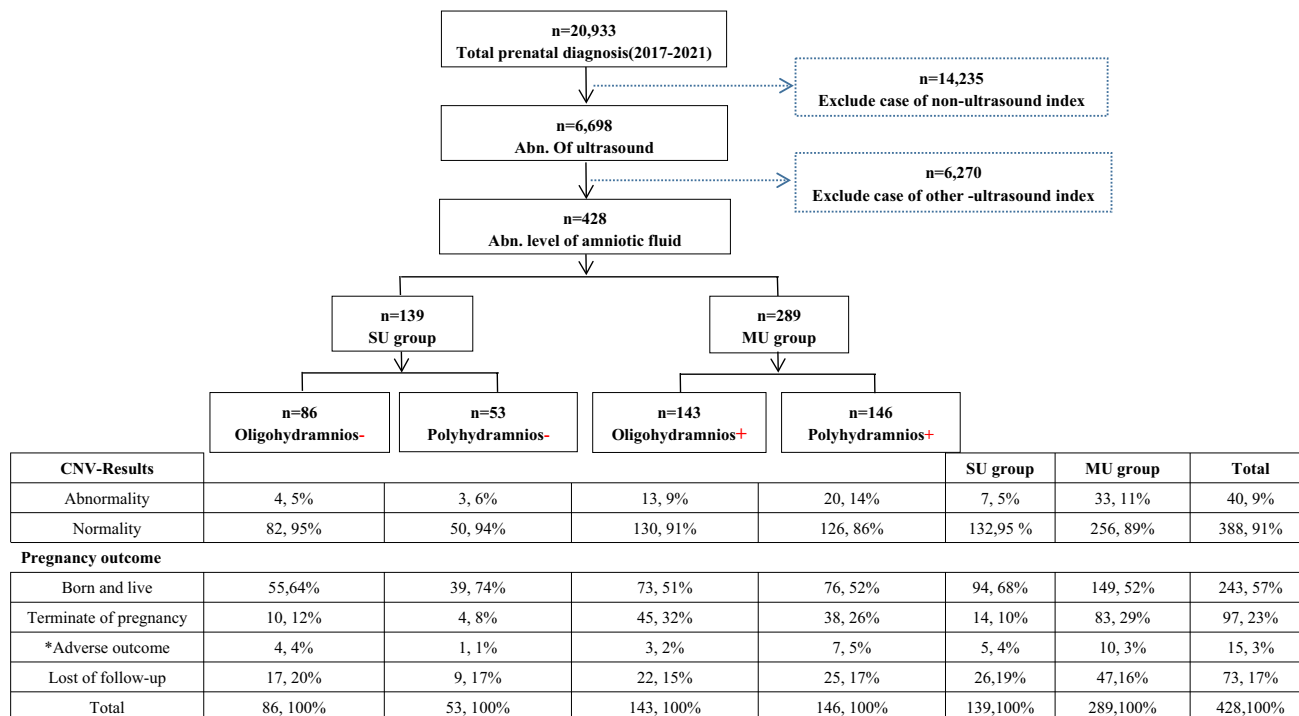 n=20,933
Total prenatal diagnosis(2017-2021)
n=14,235
Exclude case of non-ultrasound index
n=6,698
Abn. Of ultrasound
n=6,270
Exclude case of other -ultrasound index
n=428
Abn. level of amniotic fluid
n=139
SU group
n=289
MU group
n=86
Oligohydramnios-
n=53
Polyhydramnios-
n=143
Oligohydramnios+
n=146
Polyhydramnios+
CNV-Results SU group MU group Total
Abnormality 4, 5% 3, 6% 13, 9% 20, 14% 7, 5% 33, 11% 40, 9%
Normality 82, 95% 50, 94% 130, 91% 126, 86% 132,95 % 256, 89% 388, 91%
Pregnancy outcome
Born and live 55,64% 39, 74% 73, 51% 76, 52% 94, 68% 149, 52% 243, 57%
Terminate of pregnancy 10, 12% 4, 8% 45, 32% 38, 26% 14, 10% 83, 29% 97, 23%
*Adverse outcome 4, 4% 1, 1% 3, 2% 7, 5% 5, 4% 10, 3% 15, 3%
Lost of follow-up 17, 20% 9, 17% 22, 15% 25, 17% 26,19% 47,16% 73, 17%
Total 86, 100% 53, 100% 143, 100% 146, 100% 139,100% 289,100% 428,100%